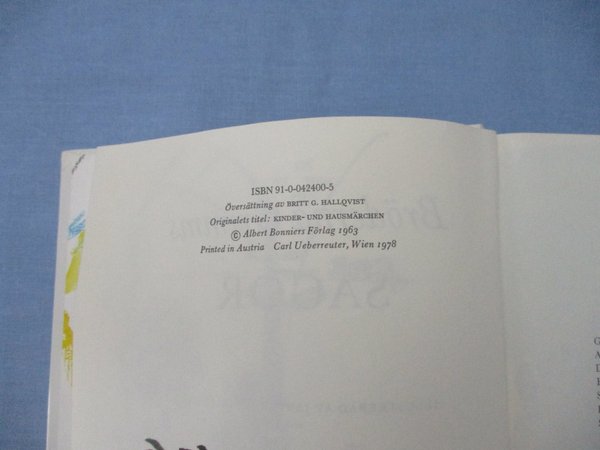 ISBN 91-0-042400-5
Översättning av BRITT G. HALLQVIST
Originalets titel: KINDER- UND HAUSMÄRCHEN
© Albert Bonniers Förlag 1963
Printed in Austria Carl Ueberreuter, Wien 1978
SAGOR